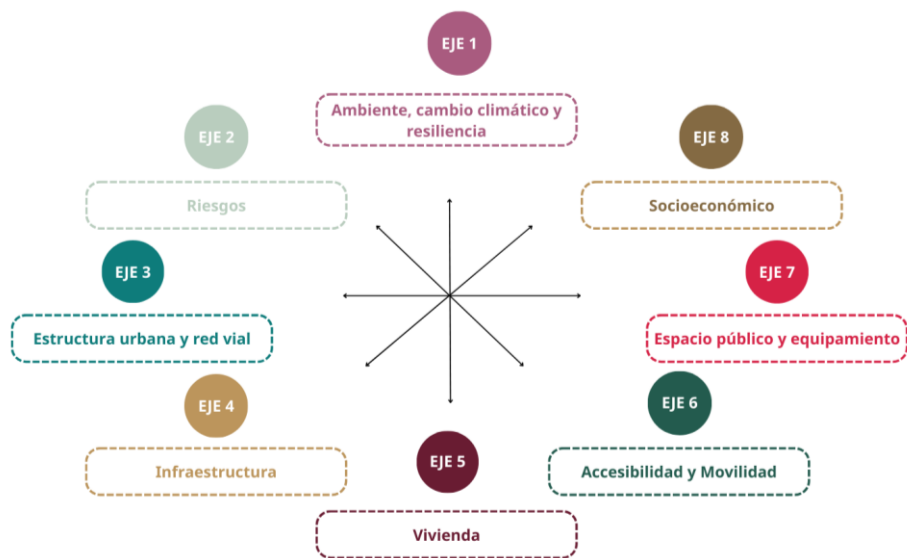 EJE 1
Ambiente, cambio climático y
resiliencia
EJE 2
Riesgos
EJE 8
Socioeconómico
EJE 3
Estructura urbana y red vial
EJE 7
Espacio público y equipamiento
EJE 4
Infraestructura
EJE 6
Accesibilidad y Movilidad
EJE 5
Vivienda